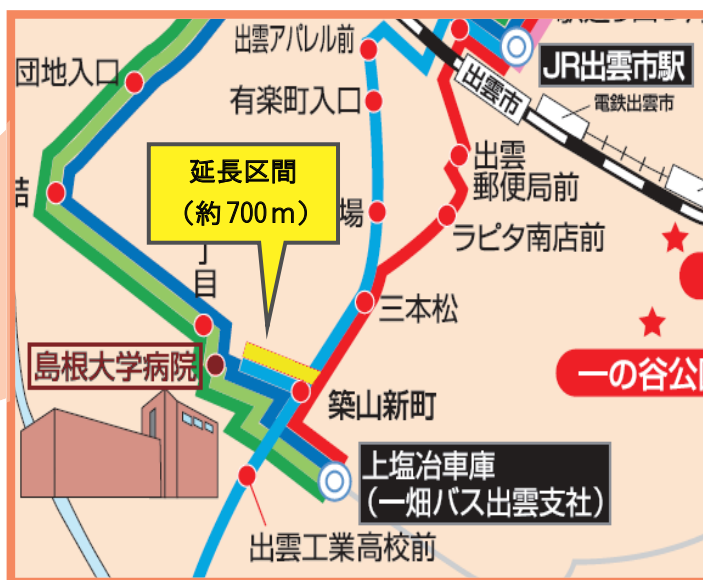 出雲アパレル前
JR出雲市駅
団地入口
出雲市
電鉄出雲市
有楽町入口
延長区間
(約700m)
出雲
郵便局前
場
ラピタ南店前
目
三本松
島根大学病院
一の谷公
築山新町
上塩冶車庫
(一畑バス出雲支社)
出雲工業高校前